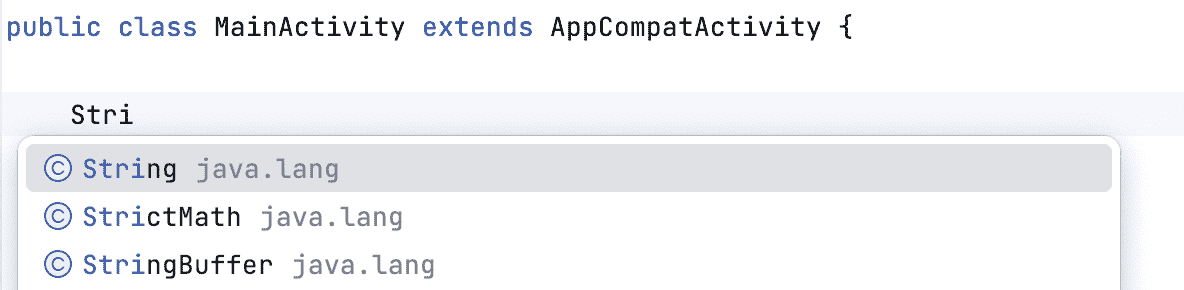 public class MainActivity extends AppCompatActivity {
Stri
© String java.lang
© StrictMath java.lang
© StringBuffer java.lang